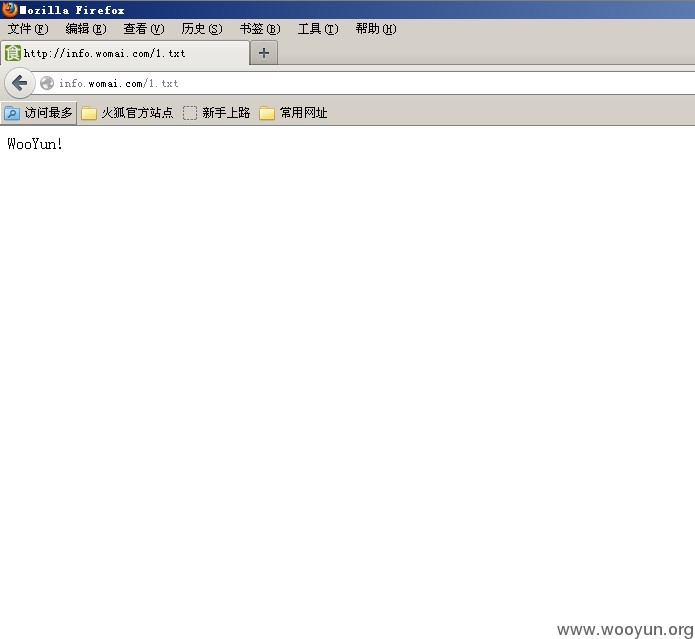 Mozilla Firefox
文件(F) 编辑(E) 查看(V) 历史(S) 书签(B) 工具(T) 帮助(H)
食 http://info.womai.com/1.txt +
info.womai.com/1.txt
访问最多 火狐官方站点 新手上路 常用网址
WooYun!
www.wooyun.org